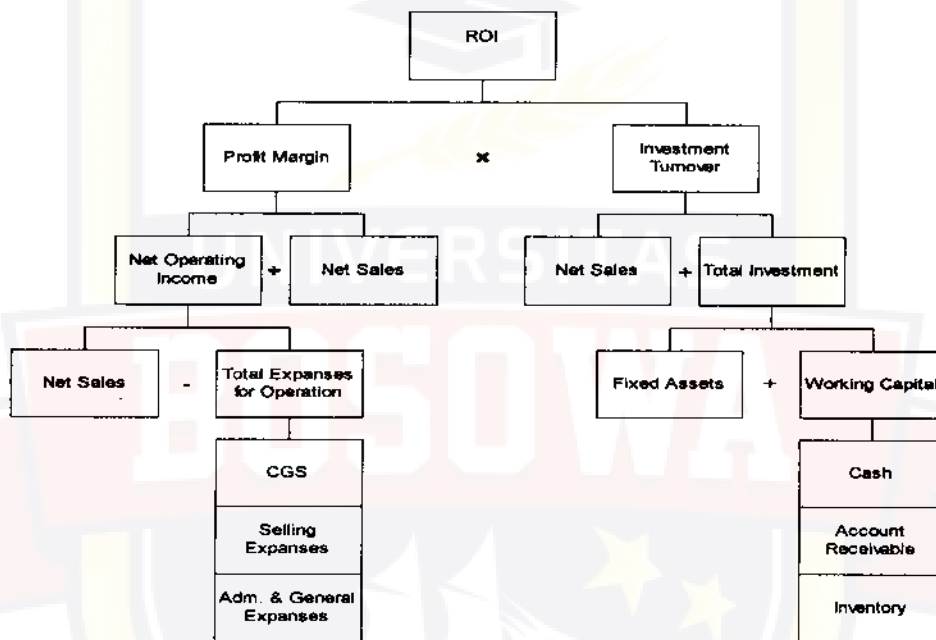 ROI
Profit Margin
x
Investment
Turnover
Net Operating
Income
+
Net Sales
Net Sales
+
Total Investment
Net Sales
-
Total Expanses
for Operation
Fixed Assets
+
Working Capital
CGS
Selling
Expanses
Adm. & General
Expanses
Cash
Account
Receivable
Inventory
UNIVERSITAS
BOSOWA